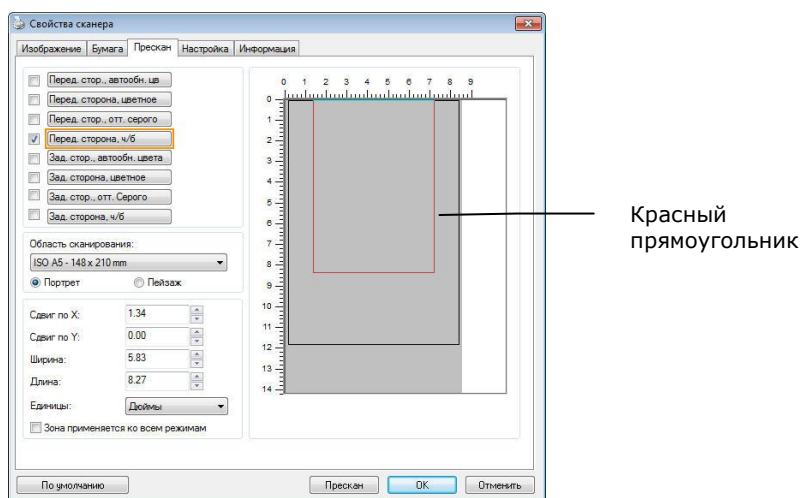 Свойства сканера
Изображение Бумага Прескан Настройка Информация
Перед. стор., автообн. цв
Перед. сторона, цветное
Перед. стор., отт. серого
Перед. сторона, ч/б
Зад. стор., автообн. цвета
Зад. сторона, цветное
Зад. стор., отт. Серого
Зад. сторона, ч/б
Область сканирования:
ISO A5 - 148 x 210 mm
Портрет Пейзаж
Сдвиг по X: 1.34
Сдвиг по Y: 0.00
Ширина: 5.83
Длина: 8.27
Единицы: Дюймы
Зона применяется ко всем режимам
0 1 2 3 4 5 6 7 8 9
0
1
2
3
4
5
6
7
8
9
10
11
12
13
14
Красный
прямоугольник
По умолчанию Прескан OK Отменить